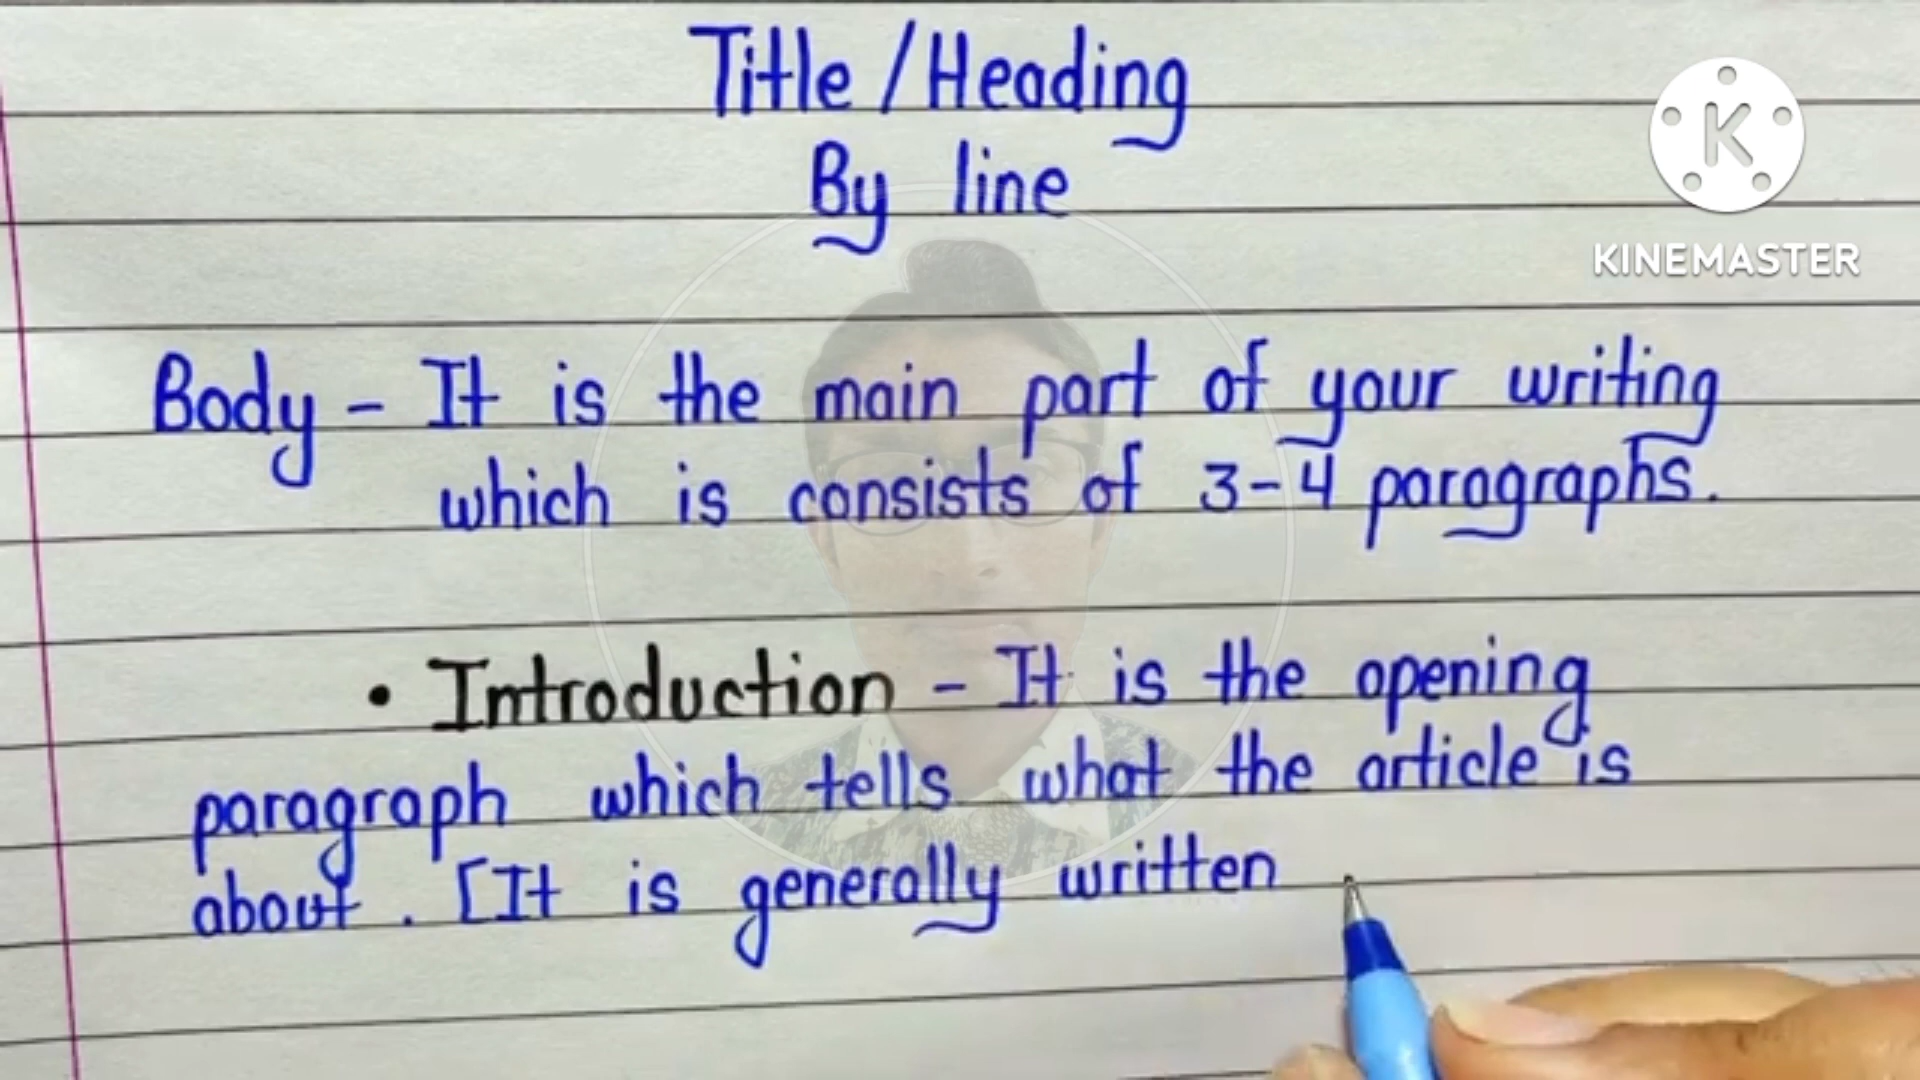 Title / Heading
By line
K
KINEMASTER
Body - It is the main part of your writing
which is consists of 3-4 paragraphs.
• Introduction - It is the opening
paragraph which tells what the article is
about. [It is generally written